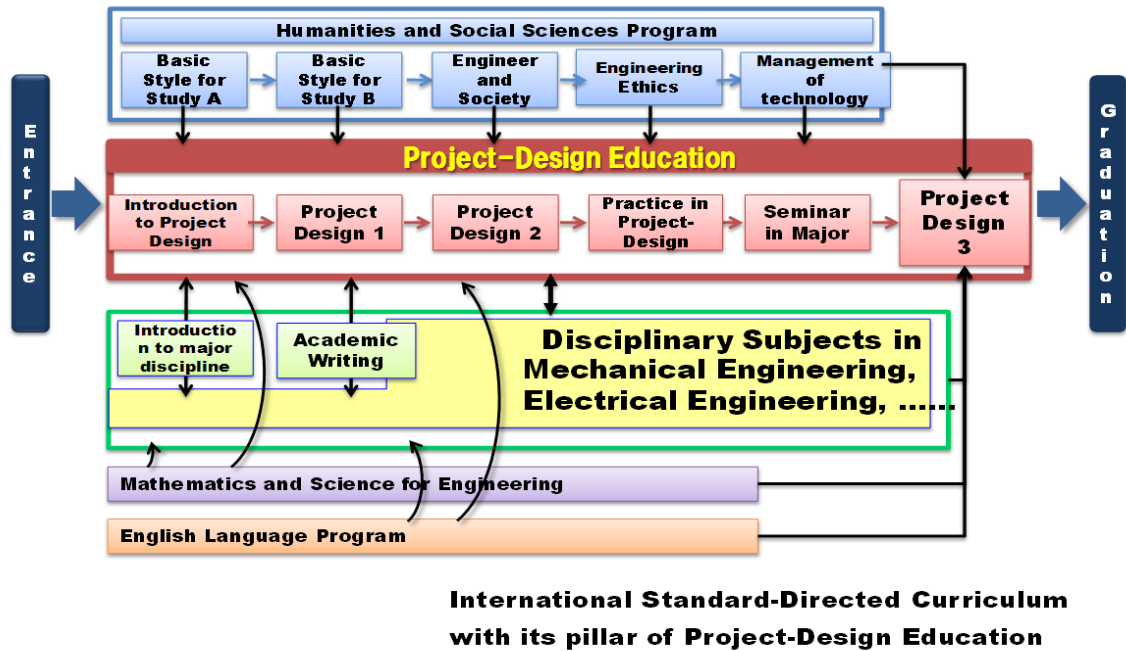 Humanities and Social Sciences Program
Basic
Style for
Study A
Basic
Style for
Study B
Engineer
and
Society
Engineering
Ethics
Management
of
technology
Entrance
Graduation
Project-Design Education
Introduction
to Project
Design
Project
Design 1
Project
Design 2
Practice in
Project-
Design
Seminar
in Major
Project
Design
3
Introductio
n to major
discipline
Academic
Writing
Disciplinary Subjects in
Mechanical Engineering,
Electrical Engineering, ......
Mathematics and Science for Engineering
English Language Program
International Standard-Directed Curriculum
with its pillar of Project-Design Education